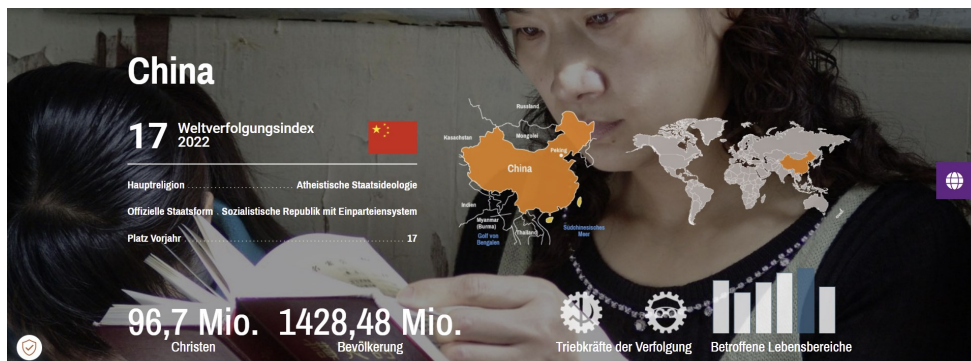 China
17 Weltverfolgungsindex
2022
Hauptreligion Atheistische Staatsideologie
Offizielle Staatsform Sozialistische Republik mit Einparteiensystem
Platz Vorjahr 17
Russland
Kasachstan
Mongolei
Peking
China
Indien
Myanmar
(Burma)
Golf von
Bengalen
Thailand
Südchinesisches
Meer
96,7 Mio.
Christen
1428,48 Mio.
Bevölkerung
Triebkräfte der Verfolgung
Betroffene Lebensbereiche